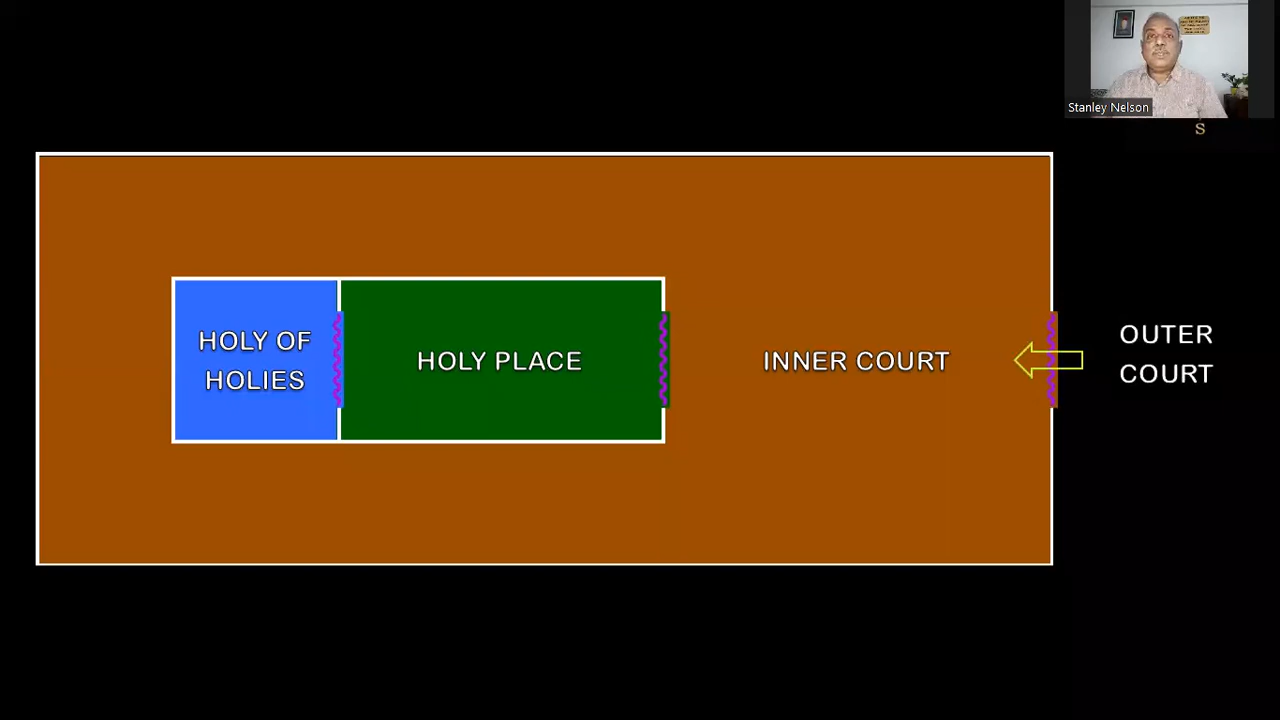 Stanley Nelson
S
HOLY OF
HOLIES
HOLY PLACE
INNER COURT
OUTER
COURT